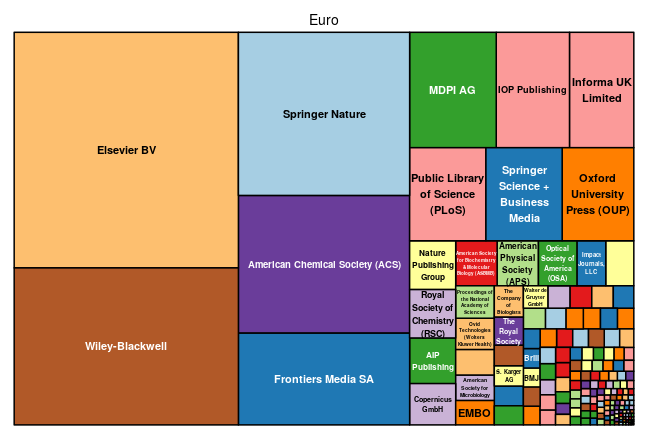 Euro
Elsevier BV
Wiley-Blackwell
Springer Nature
American Chemical Society (ACS)
Frontiers Media SA
MDPI AG
IOP Publishing
Informa UK
Limited
Public Library
of Science
(PLoS)
Springer
Science +
Business
Media
Oxford
University
Press (OUP)
Nature
Publishing
Group
American Society
for Biochemistry
& Molecular
Biology (ASBMB)
American
Physical
Society
(APS)
Optical
Society of
America
(OSA)
Impact
Journals,
LLC
Royal
Society of
Chemistry
(RSC)
Proceedings of
the National
Academy of
Sciences
The
Company
of
Biologists
Walter de
Gruyter
GmbH
Ovid
Technologies
(Wolters
Kluwer Health)
The
Royal
Society
AIP
Publishing
Brill
S. Karger
AG
BMJ
American
Society for
Microbiology
Copernicus
GmbH
EMBO